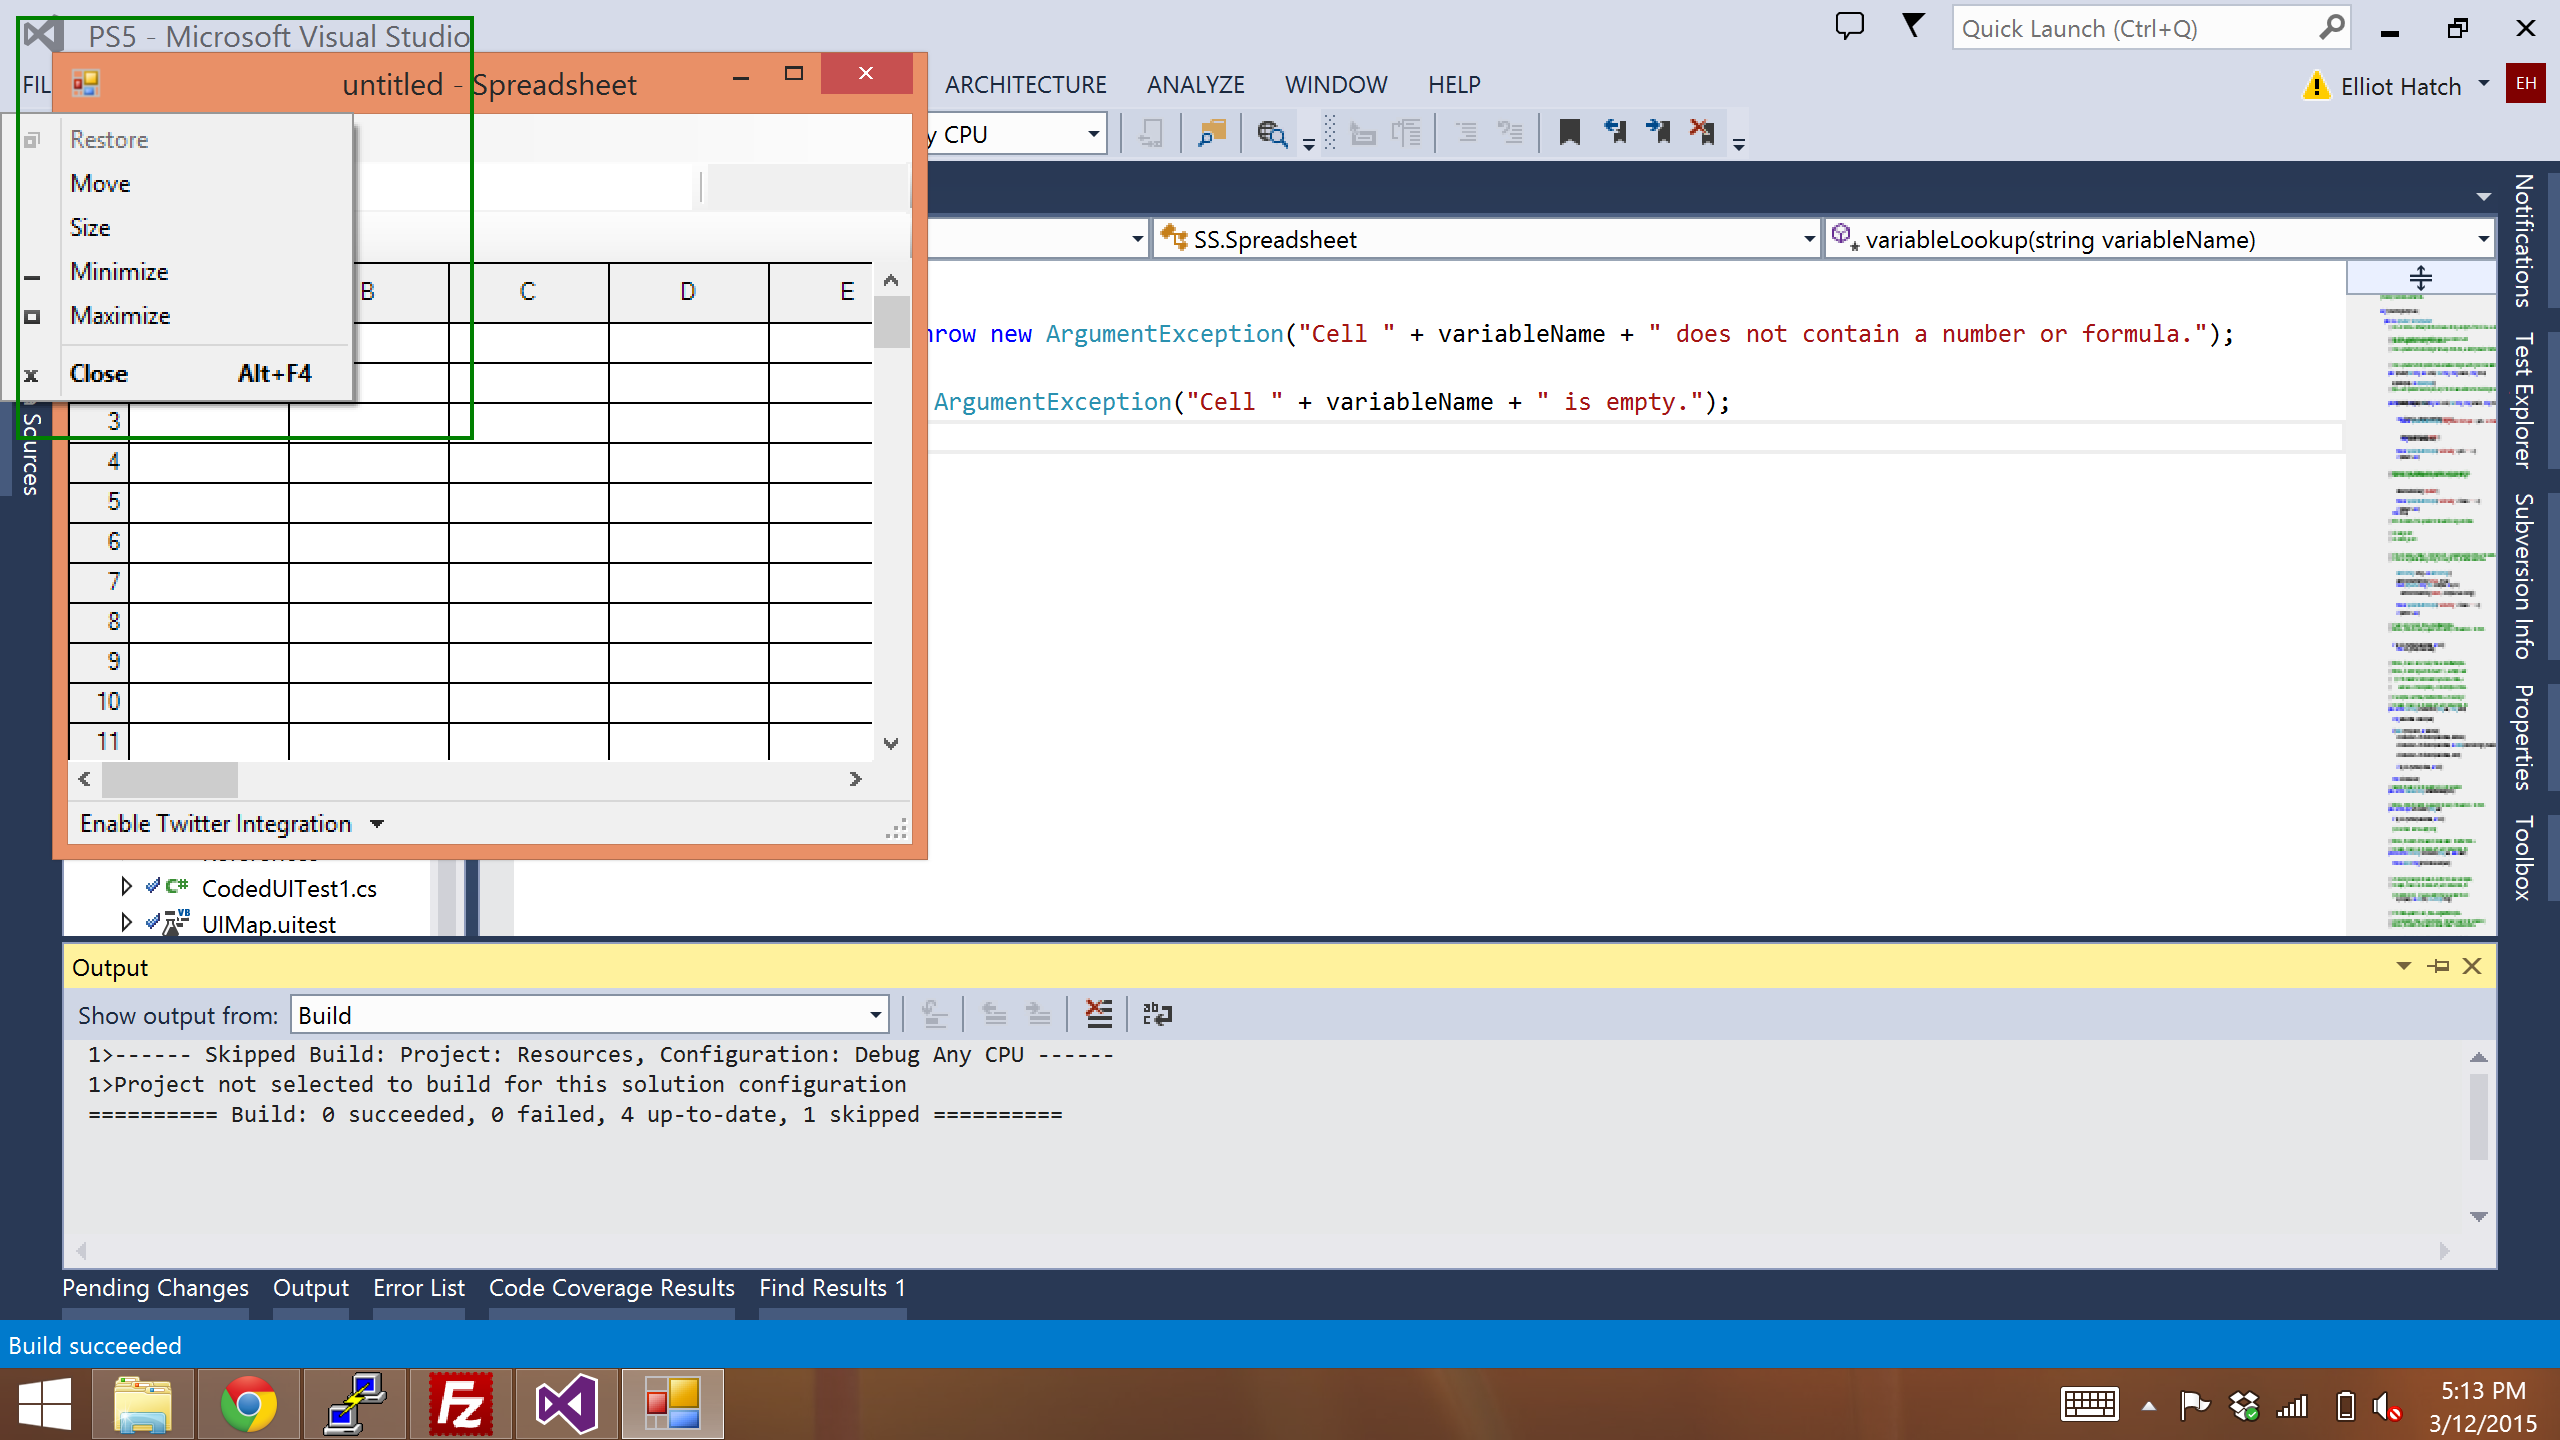 PS5 - Microsoft Visual Studio
Quick Launch (Ctrl+Q)
untitled - Spreadsheet
FIL
ARCHITECTURE
ANALYZE
WINDOW
HELP
Elliot Hatch
EH
Restore
Move
Size
Minimize
Maximize
Close Alt+F4
y CPU
SS.Spreadsheet
variableLookup(string variableName)
B C D E
hrow new ArgumentException("Cell " + variableName + " does not contain a number or formula.");
ArgumentException("Cell " + variableName + " is empty.");
3
4
5
6
7
8
9
10
11
Sources
Enable Twitter Integration
CodedUITest1.cs
UIMap.uitest
Notifications
Test Explorer
Subversion Info
Properties
Toolbox
Output
Show output from: Build
1>------ Skipped Build: Project: Resources, Configuration: Debug Any CPU ------
1>Project not selected to build for this solution configuration
========== Build: 0 succeeded, 0 failed, 4 up-to-date, 1 skipped ==========
Pending Changes
Output
Error List
Code Coverage Results
Find Results 1
Build succeeded
5:13 PM
3/12/2015